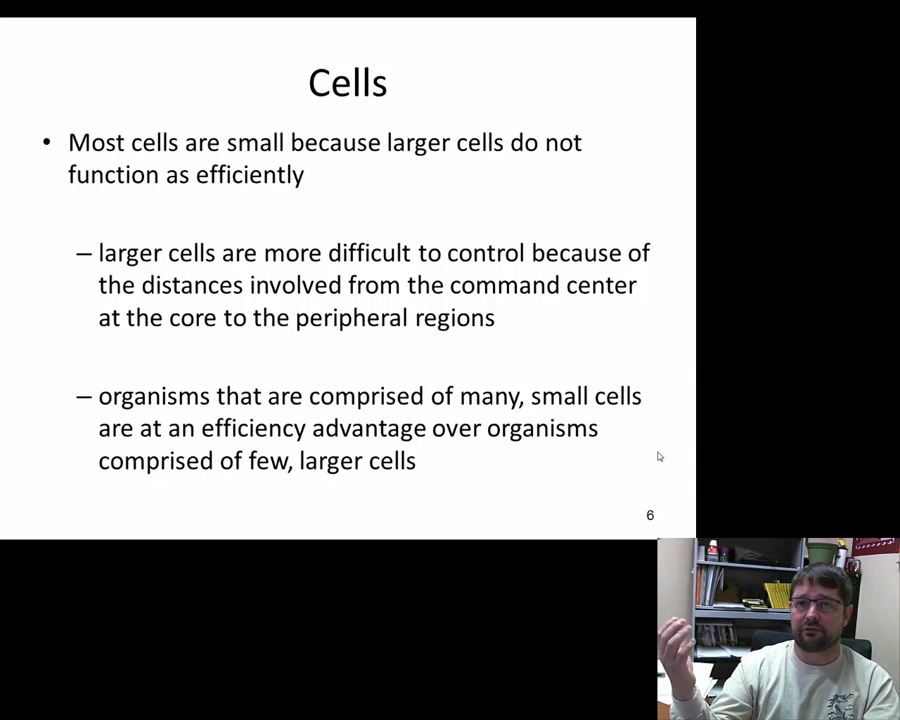 Cells
• Most cells are small because larger cells do not
function as efficiently
– larger cells are more difficult to control because of
the distances involved from the command center
at the core to the peripheral regions
– organisms that are comprised of many, small cells
are at an efficiency advantage over organisms
comprised of few, larger cells
6